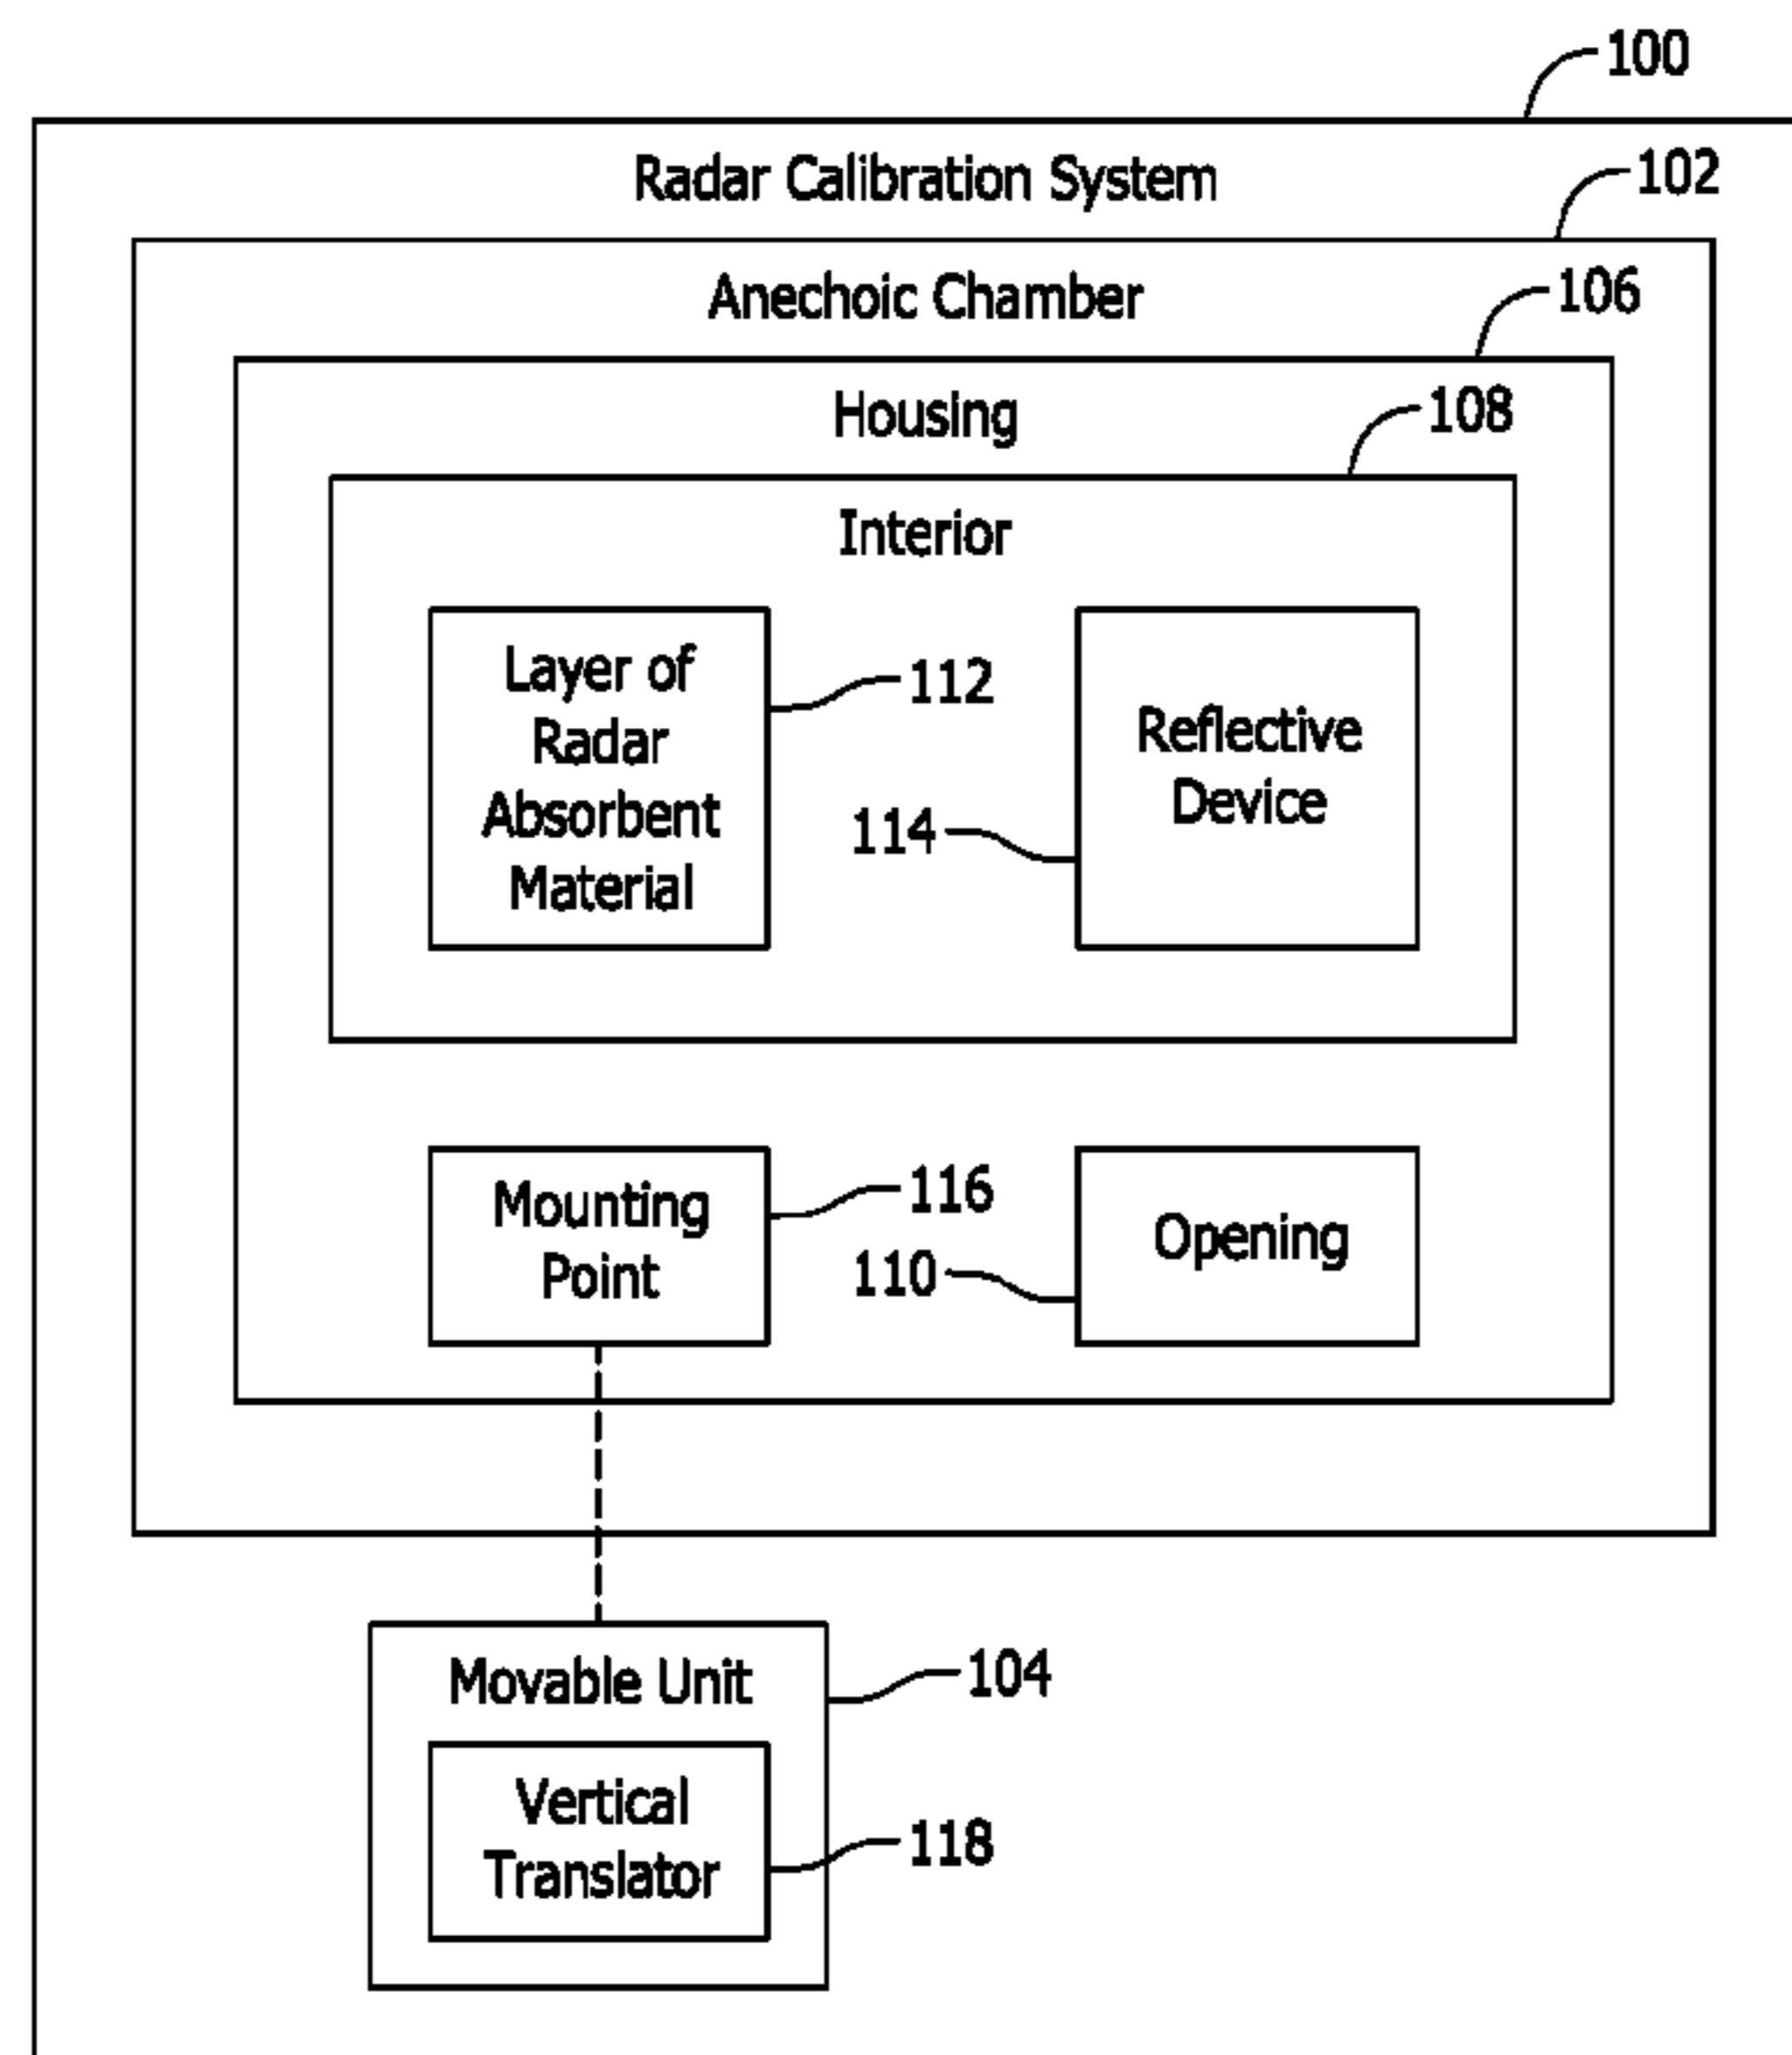 100
Radar Calibration System
102
Anechoic Chamber
106
Housing
108
Interior
Layer of
Radar
Absorbent
Material
112
Reflective
Device
114
Mounting
Point
116
Opening
110
Movable Unit
104
Vertical
Translator
118